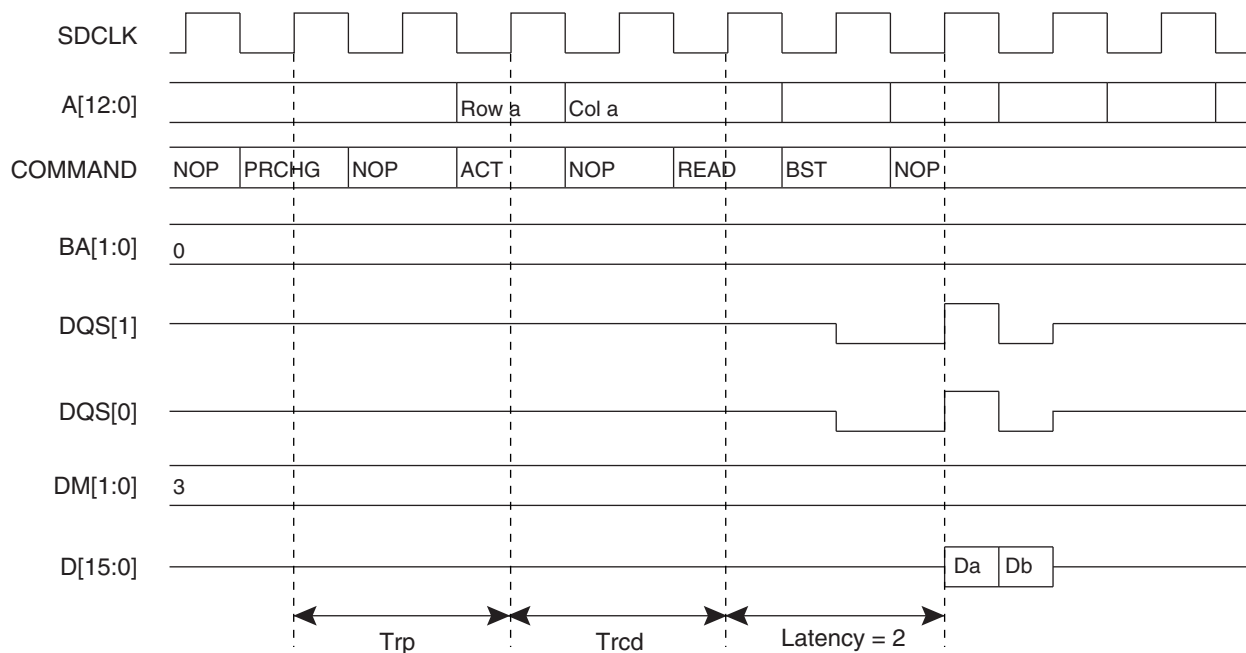 SDCLK
A[12:0] Row a Col a
COMMAND NOP PRCHG NOP ACT NOP READ BST NOP
BA[1:0] 0
DQS[1]
DQS[0]
DM[1:0] 3
D[15:0] Da Db
Trp Trcd Latency = 2